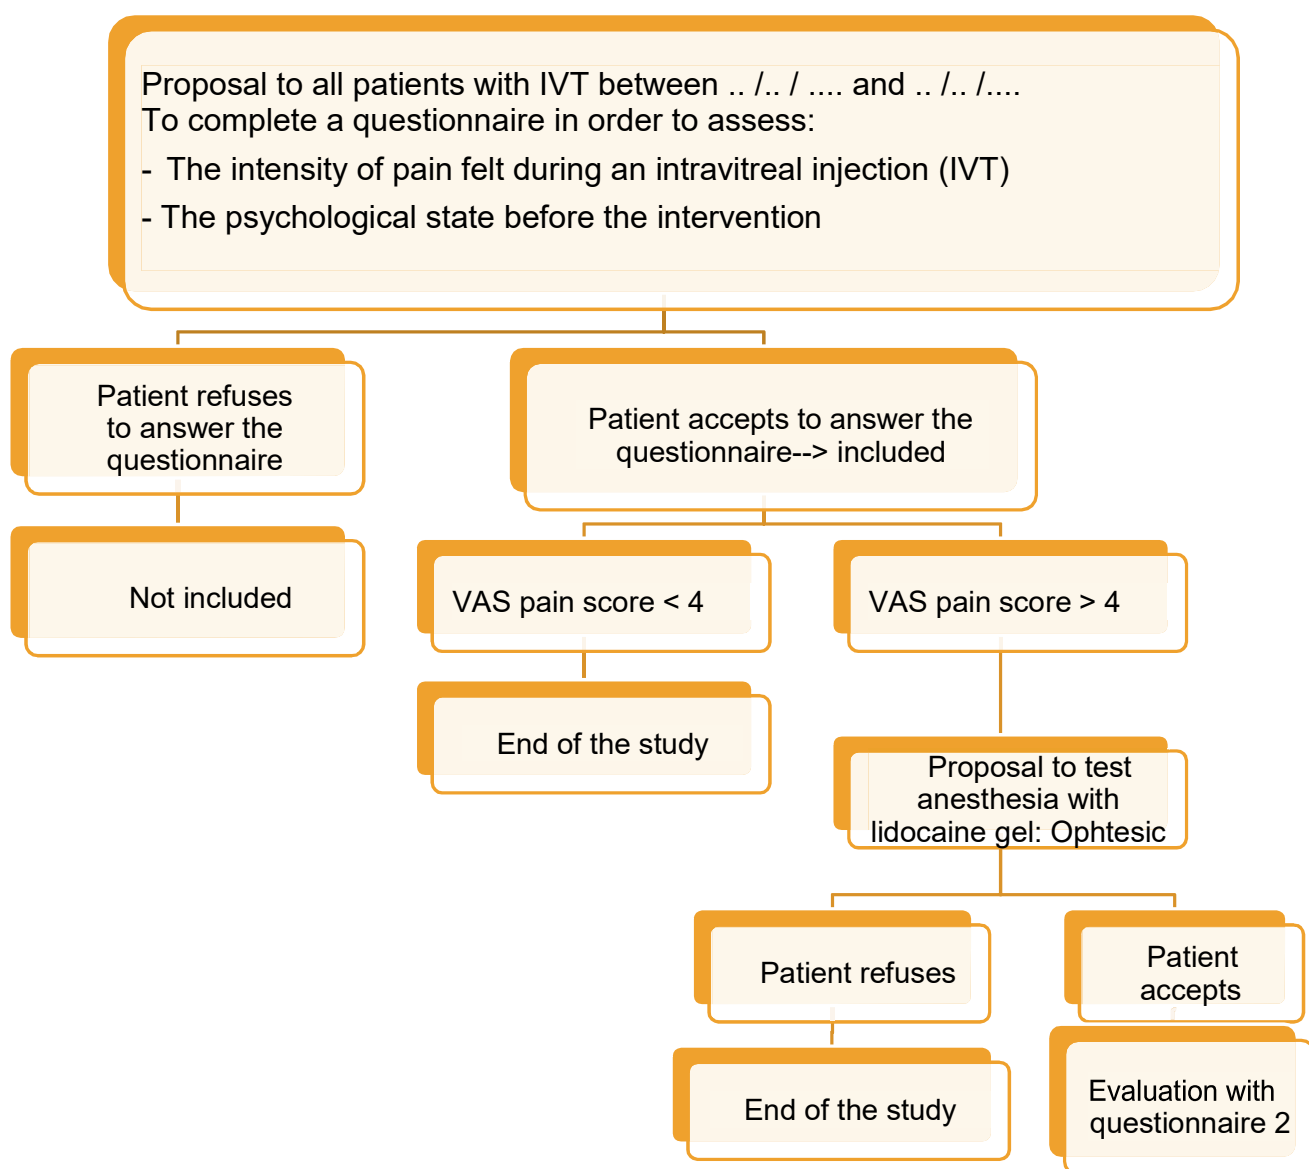 Proposal to all patients with IVT between .. /.. / .... and .. /.. /....
To complete a questionnaire in order to assess:
- The intensity of pain felt during an intravitreal injection (IVT)
- The psychological state before the intervention
Patient refuses
to answer the
questionnaire
Patient accepts to answer the
questionnaire--> included
Not included
VAS pain score < 4
VAS pain score > 4
End of the study
Proposal to test
anesthesia with
lidocaine gel: Ophtesic
Patient refuses
Patient
accepts
End of the study
Evaluation with
questionnaire 2